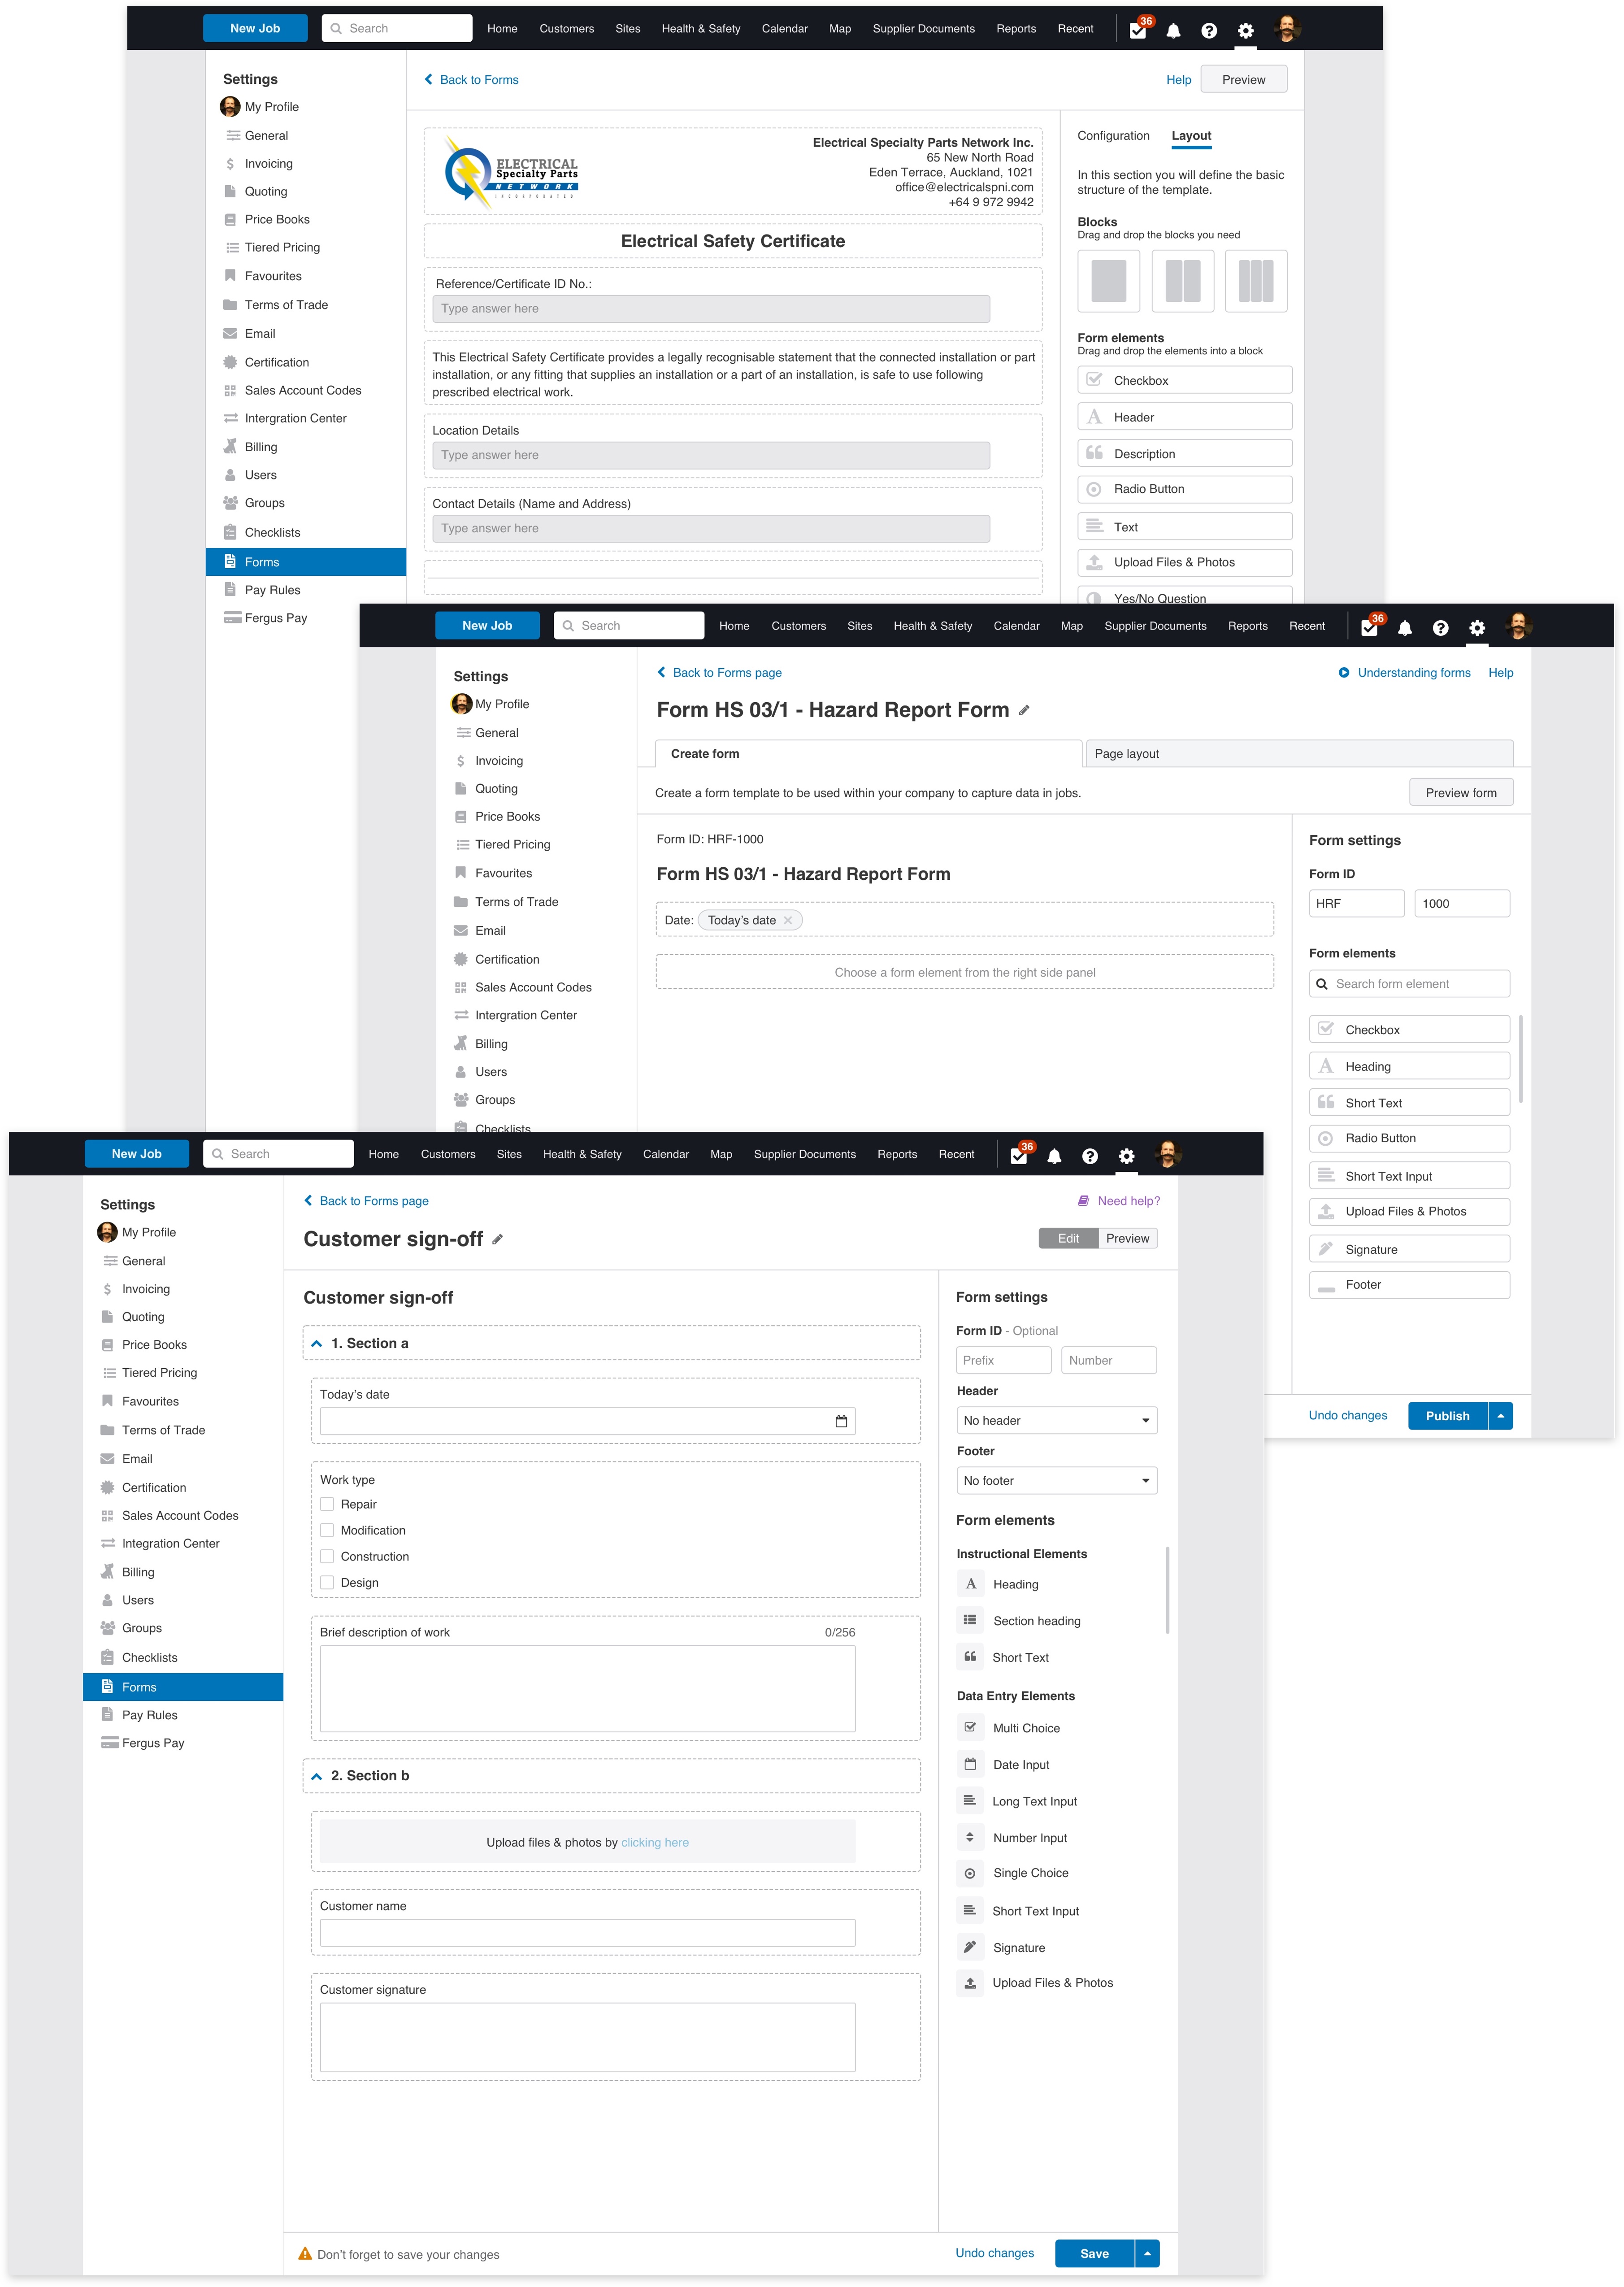 New Job
Search
Home
Customers
Sites
Health & Safety
Calendar
Map
Supplier Documents
Reports
Recent
36
Settings
My Profile
General
Invoicing
Quoting
Price Books
Tiered Pricing
Favourites
Terms of Trade
Email
Certification
Sales Account Codes
Intergration Center
Billing
Users
Groups
Checklists
Forms
Pay Rules
Fergus Pay
Back to Forms
Help
Preview
ELECTRICAL
Specialty Parts
NETWORK
INCORPORATED
Electrical Specialty Parts Network Inc.
65 New North Road
Eden Terrace, Auckland, 1021
office@electricalspni.com
+64 9 972 9942
Electrical Safety Certificate
Reference/Certificate ID No.:
Type answer here
This Electrical Safety Certificate provides a legally recognisable statement that the connected installation or part
installation, or any fitting that supplies an installation or a part of an installation, is safe to use following
prescribed electrical work.
Location Details
Type answer here
Contact Details (Name and Address)
Type answer here
Configuration
Layout
In this section you will define the basic
structure of the template.
Blocks
Drag and drop the blocks you need
Form elements
Drag and drop the elements into a block
Checkbox
Header
Description
Radio Button
Text
Upload Files & Photos
Yes/No Question
New Job
Search
Home
Customers
Sites
Health & Safety
Calendar
Map
Supplier Documents
Reports
Recent
36
Settings
My Profile
General
Invoicing
Quoting
Price Books
Tiered Pricing
Favourites
Terms of Trade
Email
Certification
Sales Account Codes
Intergration Center
Billing
Users
Groups
Checklists
Back to Forms page
Understanding forms
Help
Form HS 03/1 - Hazard Report Form
Create form
Page layout
Create a form template to be used within your company to capture data in jobs.
Preview form
Form ID: HRF-1000
Form HS 03/1 - Hazard Report Form
Date: Today's date
Choose a form element from the right side panel
Form settings
Form ID
HRF
1000
Form elements
Search form element
Checkbox
Heading
Short Text
Radio Button
Short Text Input
Upload Files & Photos
Signature
Footer
Undo changes
Publish
New Job
Search
Home
Customers
Sites
Health & Safety
Calendar
Map
Supplier Documents
Reports
Recent
36
Settings
My Profile
General
Invoicing
Quoting
Price Books
Tiered Pricing
Favourites
Terms of Trade
Email
Certification
Sales Account Codes
Integration Center
Billing
Users
Groups
Checklists
Forms
Pay Rules
Fergus Pay
Back to Forms page
Need help?
Customer sign-off
Edit
Preview
Customer sign-off
1. Section a
Today's date
Work type
Repair
Modification
Construction
Design
Brief description of work
0/256
2. Section b
Upload files & photos by clicking here
Customer name
Customer signature
Form settings
Form ID - Optional
Prefix
Number
Header
No header
Footer
No footer
Form elements
Instructional Elements
Heading
Section heading
Short Text
Data Entry Elements
Multi Choice
Date Input
Long Text Input
Number Input
Single Choice
Short Text Input
Signature
Upload Files & Photos
Don't forget to save your changes
Undo changes
Save